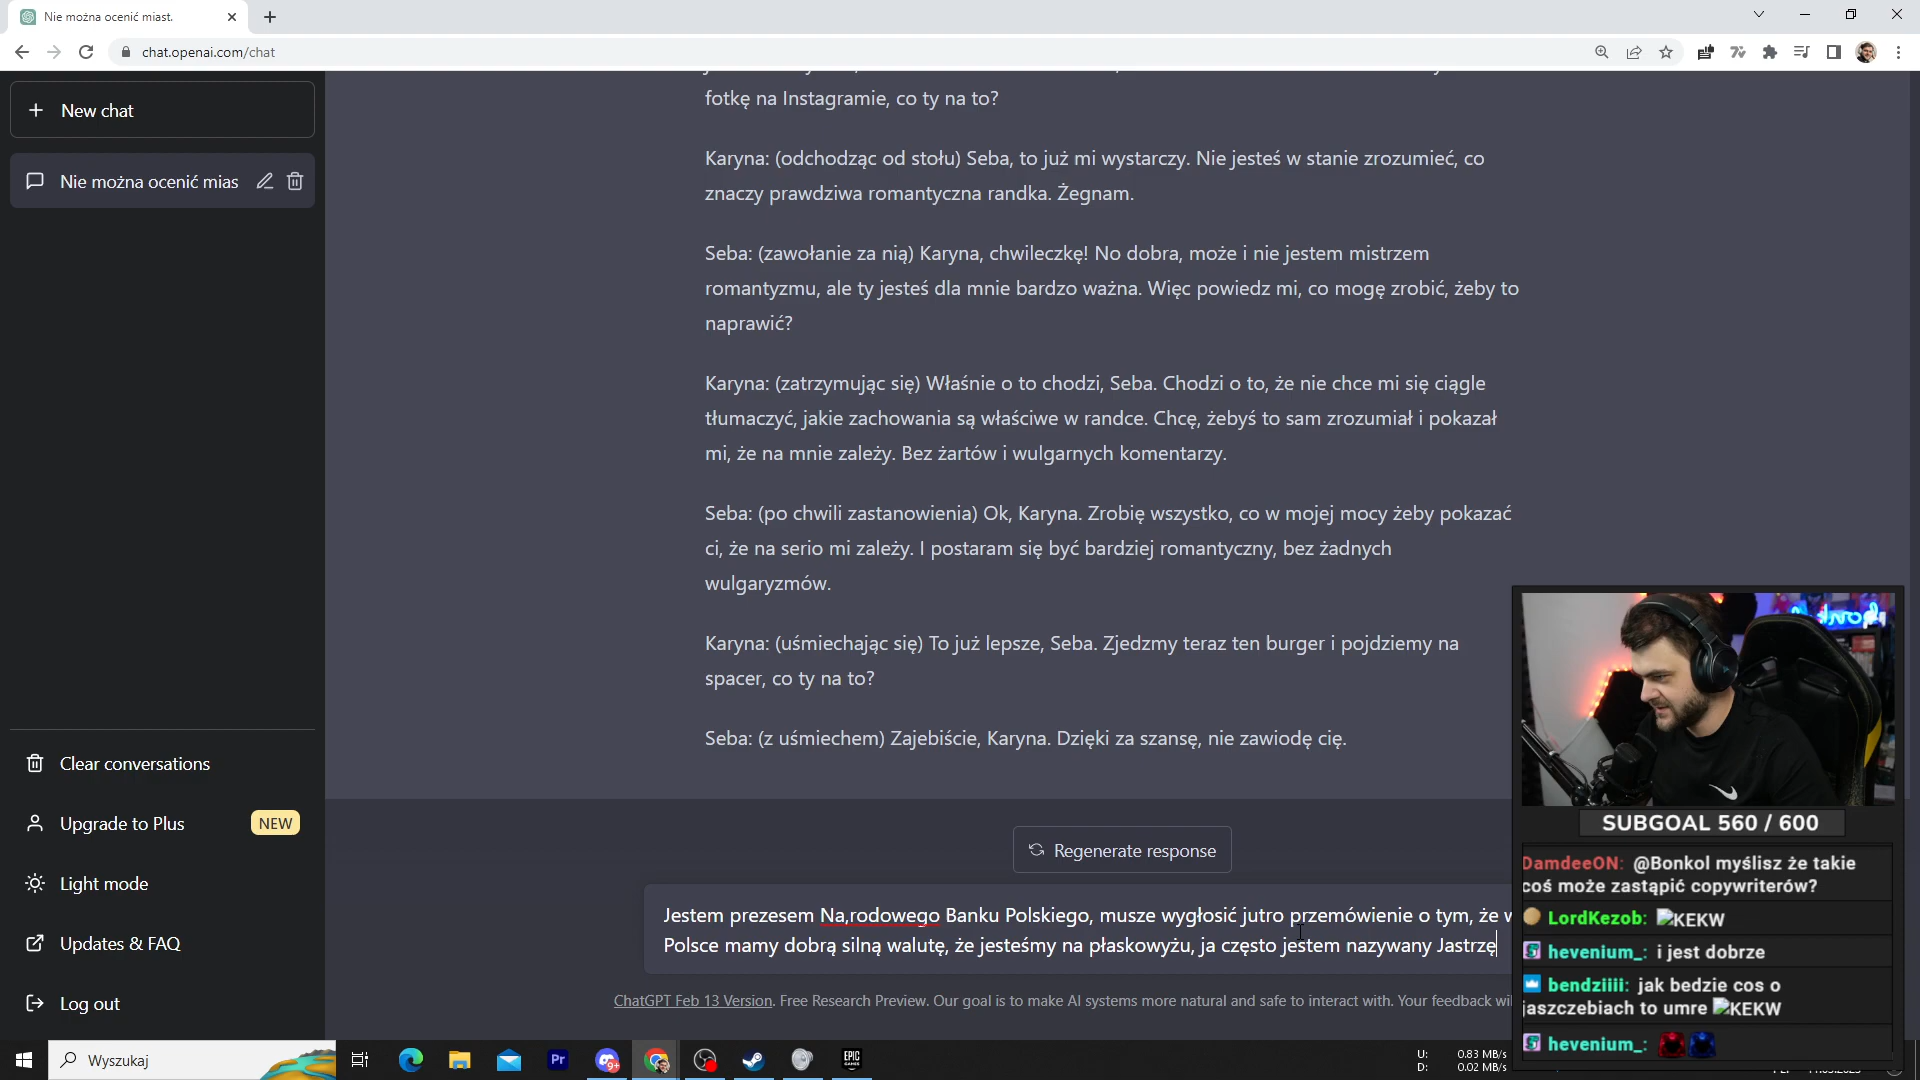 Nie można ocenić miast.
chat.openai.com/chat
New chat
Nie można ocenić mias
Clear conversations
Upgrade to Plus NEW
Light mode
Updates & FAQ
Log out
fotkę na Instagramie, co ty na to?
Karyna: (odchodząc od stołu) Seba, to już mi wystarczy. Nie jesteś w stanie zrozumieć, co
znaczy prawdziwa romantyczna randka. Żegnam.
Seba: (zawołanie za nią) Karyna, chwileczkę! No dobra, może i nie jestem mistrzem
romantyzmu, ale ty jesteś dla mnie bardzo ważna. Więc powiedz mi, co mogę zrobić, żeby to
naprawić?
Karyna: (zatrzymując się) Właśnie o to chodzi, Seba. Chodzi o to, że nie chce mi się ciągle
tłumaczyć, jakie zachowania są właściwe w randce. Chcę, żebyś to sam zrozumiał i pokazał
mi, że na mnie zależy. Bez żartów i wulgarnych komentarzy.
Seba: (po chwili zastanowienia) Ok, Karyna. Zrobię wszystko, co w mojej mocy żeby pokazać
ci, że na serio mi zależy. I postaram się być bardziej romantyczny, bez żadnych
wulgaryzmów.
Karyna: (uśmiechając się) To już lepsze, Seba. Zjedzmy teraz ten burger i pojdziemy na
spacer, co ty na to?
Seba: (z uśmiechem) Zajebiście, Karyna. Dzięki za szansę, nie zawiodę cię.
Regenerate response
Jestem prezesem Na,rodowego Banku Polskiego, musze wygłosić jutro przemówienie o tym, że w
Polsce mamy dobrą silną walutę, że jesteśmy na płaskowyżu, ja często jestem nazywany Jastrzę
ChatGPT Feb 13 Version. Free Research Preview. Our goal is to make AI systems more natural and safe to interact with. Your feedback wi
SUBGOAL 560 / 600
DamdeeON: @Bonkol myślisz że takie
coś może zastąpić copywriterów?
LordKezob: KEKW
hevenium_: i jest dobrze
bendziiii: jak bedzie cos o
jaszczebiach to umre KEKW
hevenium_:
Wyszukaj
Pr
9+
EPIC
GAMES
U: 0.83 MB/s
D: 0.02 MB/s